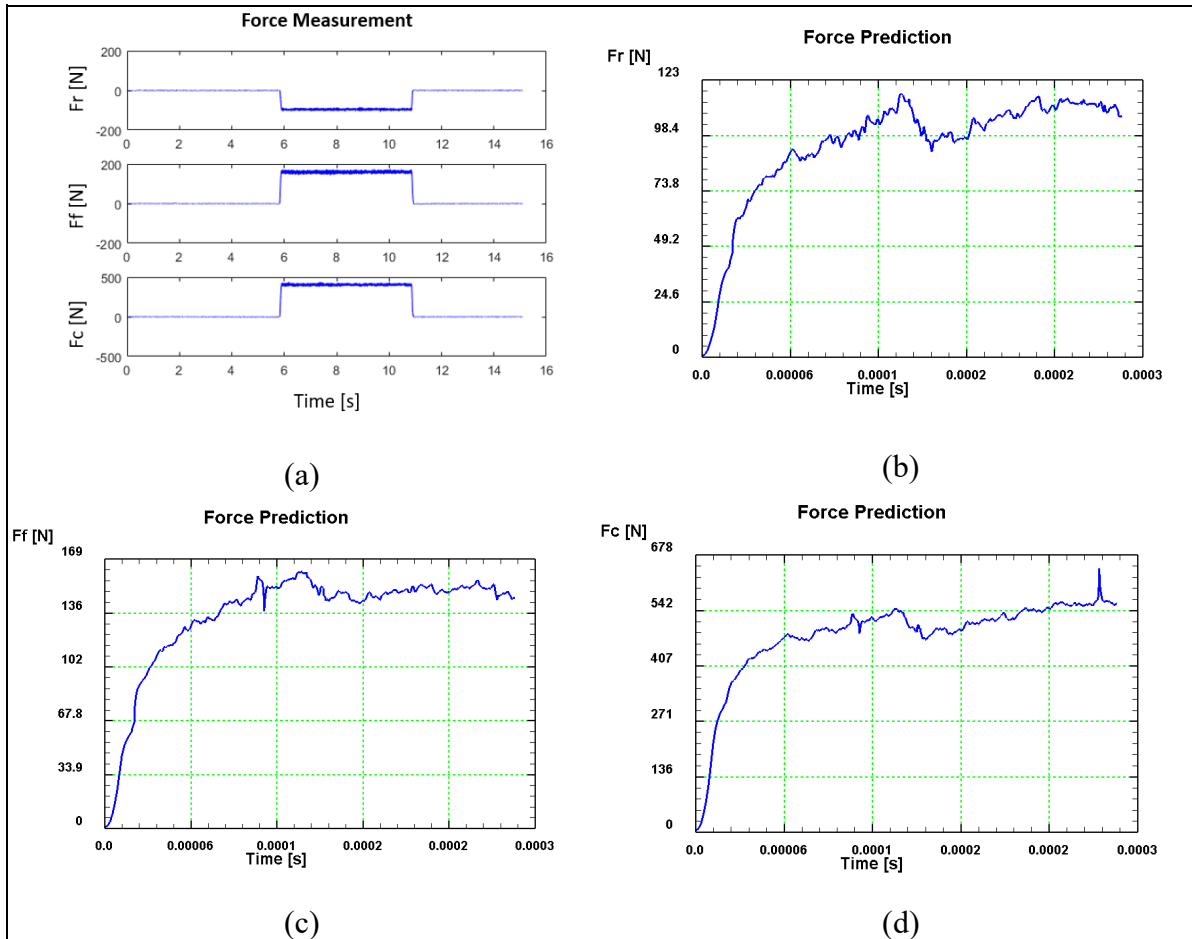 Force Measurement
Fr [N]
200
0
-200
0 2 4 6 8 10 12 14 16
Ff [N]
200
0
-200
0 2 4 6 8 10 12 14 16
Fc [N]
500
0
-500
0 2 4 6 8 10 12 14 16
Time [s]
(a)
Force Prediction
Fr [N]
123
98.4
73.8
49.2
24.6
0
0.0 0.00006 0.0001 0.0002 0.0002 0.0003
Time [s]
(b)
Force Prediction
Ff [N]
169
136
102
67.8
33.9
0
0.0 0.00006 0.0001 0.0002 0.0002 0.0003
Time [s]
(c)
Force Prediction
Fc [N]
678
542
407
271
136
0
0.0 0.00006 0.0001 0.0002 0.0002 0.0003
Time [s]
(d)